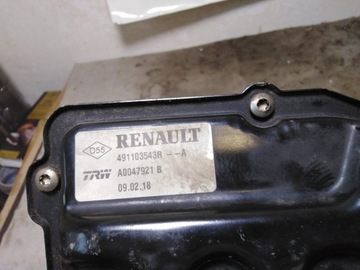 D55 RENAULT
491103543R --A
TRW A0047921 B
09.02.18